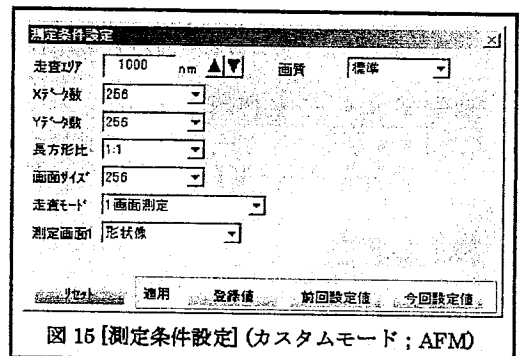 測定条件設定
走査ｴﾘｱ 1000 nm ▲▼ 画質 標準
Xﾃﾞｰﾀ数 256
Yﾃﾞｰﾀ数 256
長方形比 1:1
画面ｻｲｽﾞ 256
走査ﾓｰﾄﾞ 1画面測定
測定画面1 形状像
ﾘｾｯﾄ 適用 登録値 前回設定値 今回設定値
図 15 [測定条件設定] (カスタムモード ; AFM)